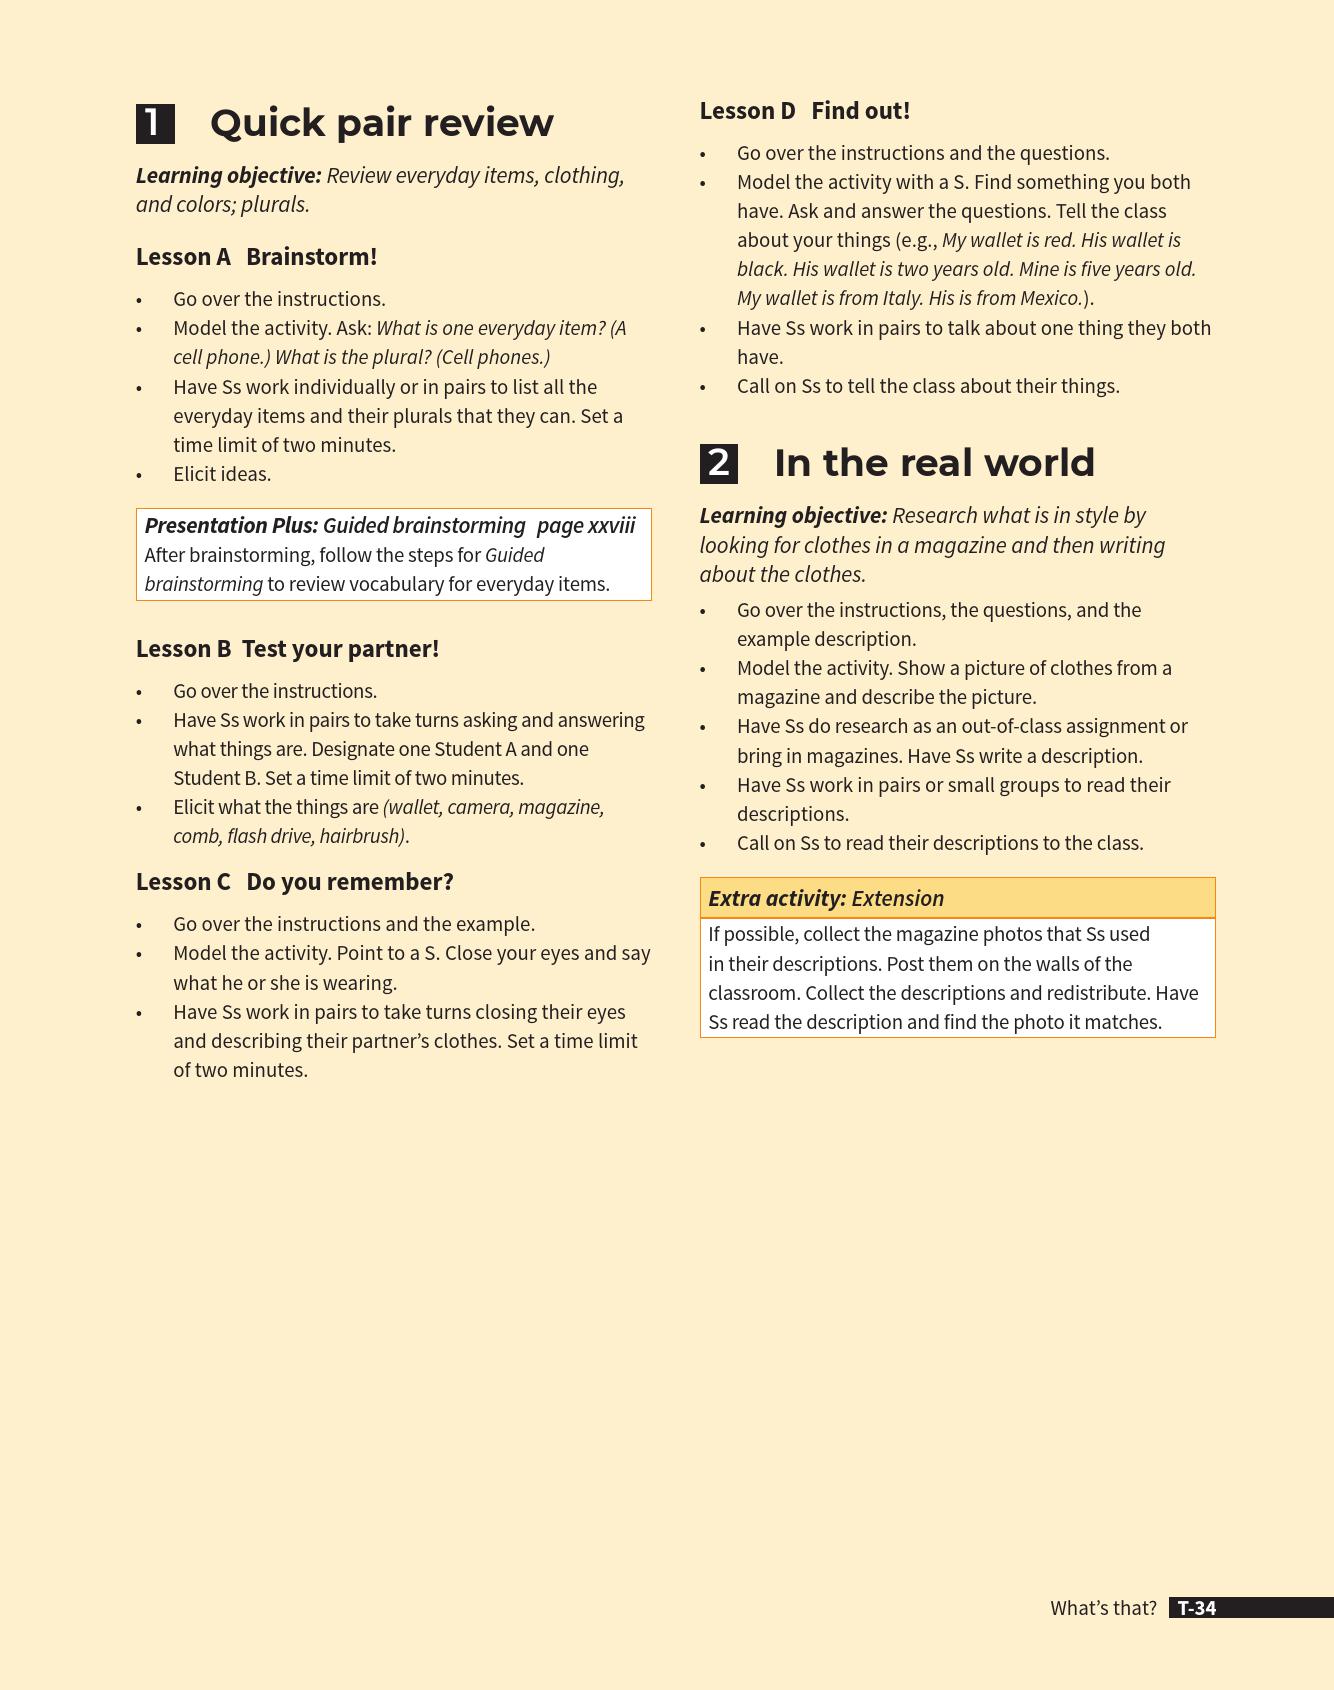 1 Quick pair review
Learning objective: Review everyday items, clothing,
and colors; plurals.
Lesson A Brainstorm!
• Go over the instructions.
• Model the activity. Ask: What is one everyday item? (A
cell phone.) What is the plural? (Cell phones.)
• Have Ss work individually or in pairs to list all the
everyday items and their plurals that they can. Set a
time limit of two minutes.
• Elicit ideas.
Presentation Plus: Guided brainstorming page xxviii
After brainstorming, follow the steps for Guided
brainstorming to review vocabulary for everyday items.
Lesson B Test your partner!
• Go over the instructions.
• Have Ss work in pairs to take turns asking and answering
what things are. Designate one Student A and one
Student B. Set a time limit of two minutes.
• Elicit what the things are (wallet, camera, magazine,
comb, flash drive, hairbrush).
Lesson C Do you remember?
• Go over the instructions and the example.
• Model the activity. Point to a S. Close your eyes and say
what he or she is wearing.
• Have Ss work in pairs to take turns closing their eyes
and describing their partner’s clothes. Set a time limit
of two minutes.
Lesson D Find out!
• Go over the instructions and the questions.
• Model the activity with a S. Find something you both
have. Ask and answer the questions. Tell the class
about your things (e.g., My wallet is red. His wallet is
black. His wallet is two years old. Mine is five years old.
My wallet is from Italy. His is from Mexico.).
• Have Ss work in pairs to talk about one thing they both
have.
• Call on Ss to tell the class about their things.
2 In the real world
Learning objective: Research what is in style by
looking for clothes in a magazine and then writing
about the clothes.
• Go over the instructions, the questions, and the
example description.
• Model the activity. Show a picture of clothes from a
magazine and describe the picture.
• Have Ss do research as an out-of-class assignment or
bring in magazines. Have Ss write a description.
• Have Ss work in pairs or small groups to read their
descriptions.
• Call on Ss to read their descriptions to the class.
Extra activity: Extension
If possible, collect the magazine photos that Ss used
in their descriptions. Post them on the walls of the
classroom. Collect the descriptions and redistribute. Have
Ss read the description and find the photo it matches.
What’s that? T-34